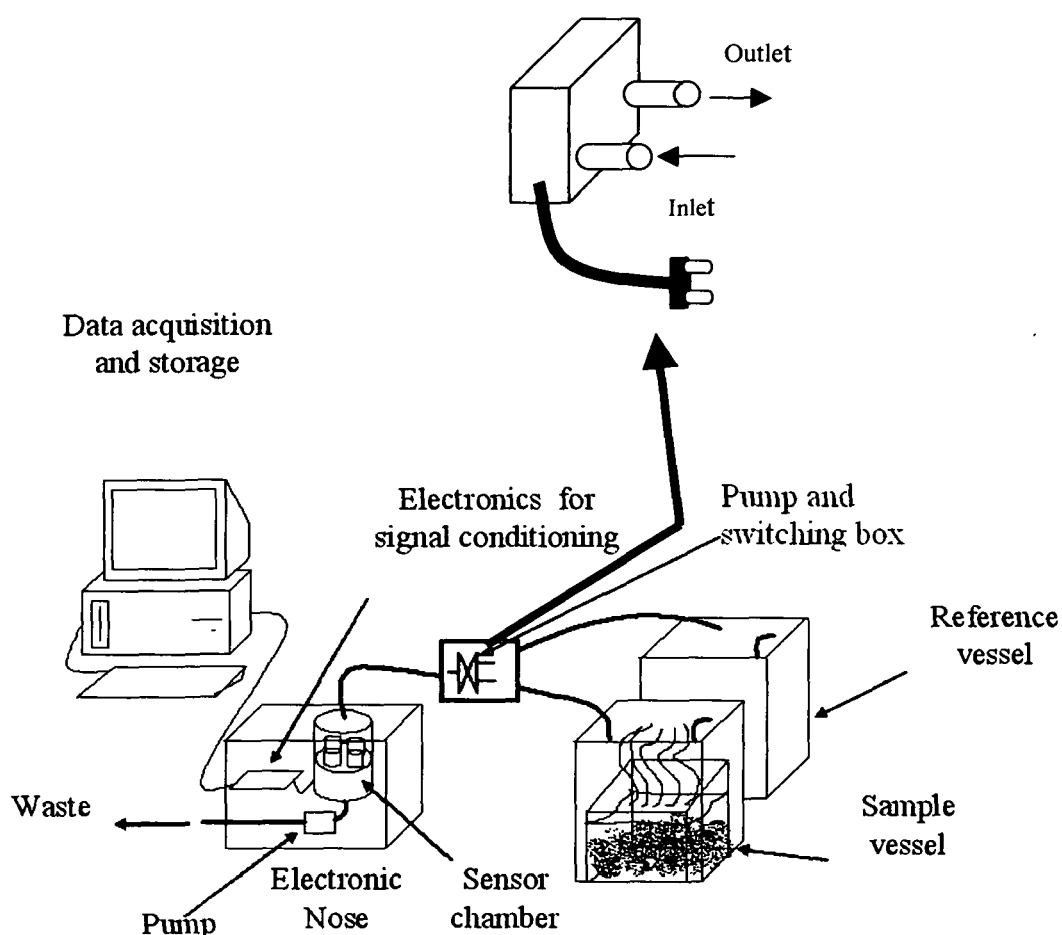 Outlet
Inlet
Data acquisition
and storage
Electronics for
signal conditioning
Pump and
switching box
Reference
vessel
Waste
Sample
vessel
Electronic
Nose
Sensor
chamber
Pump